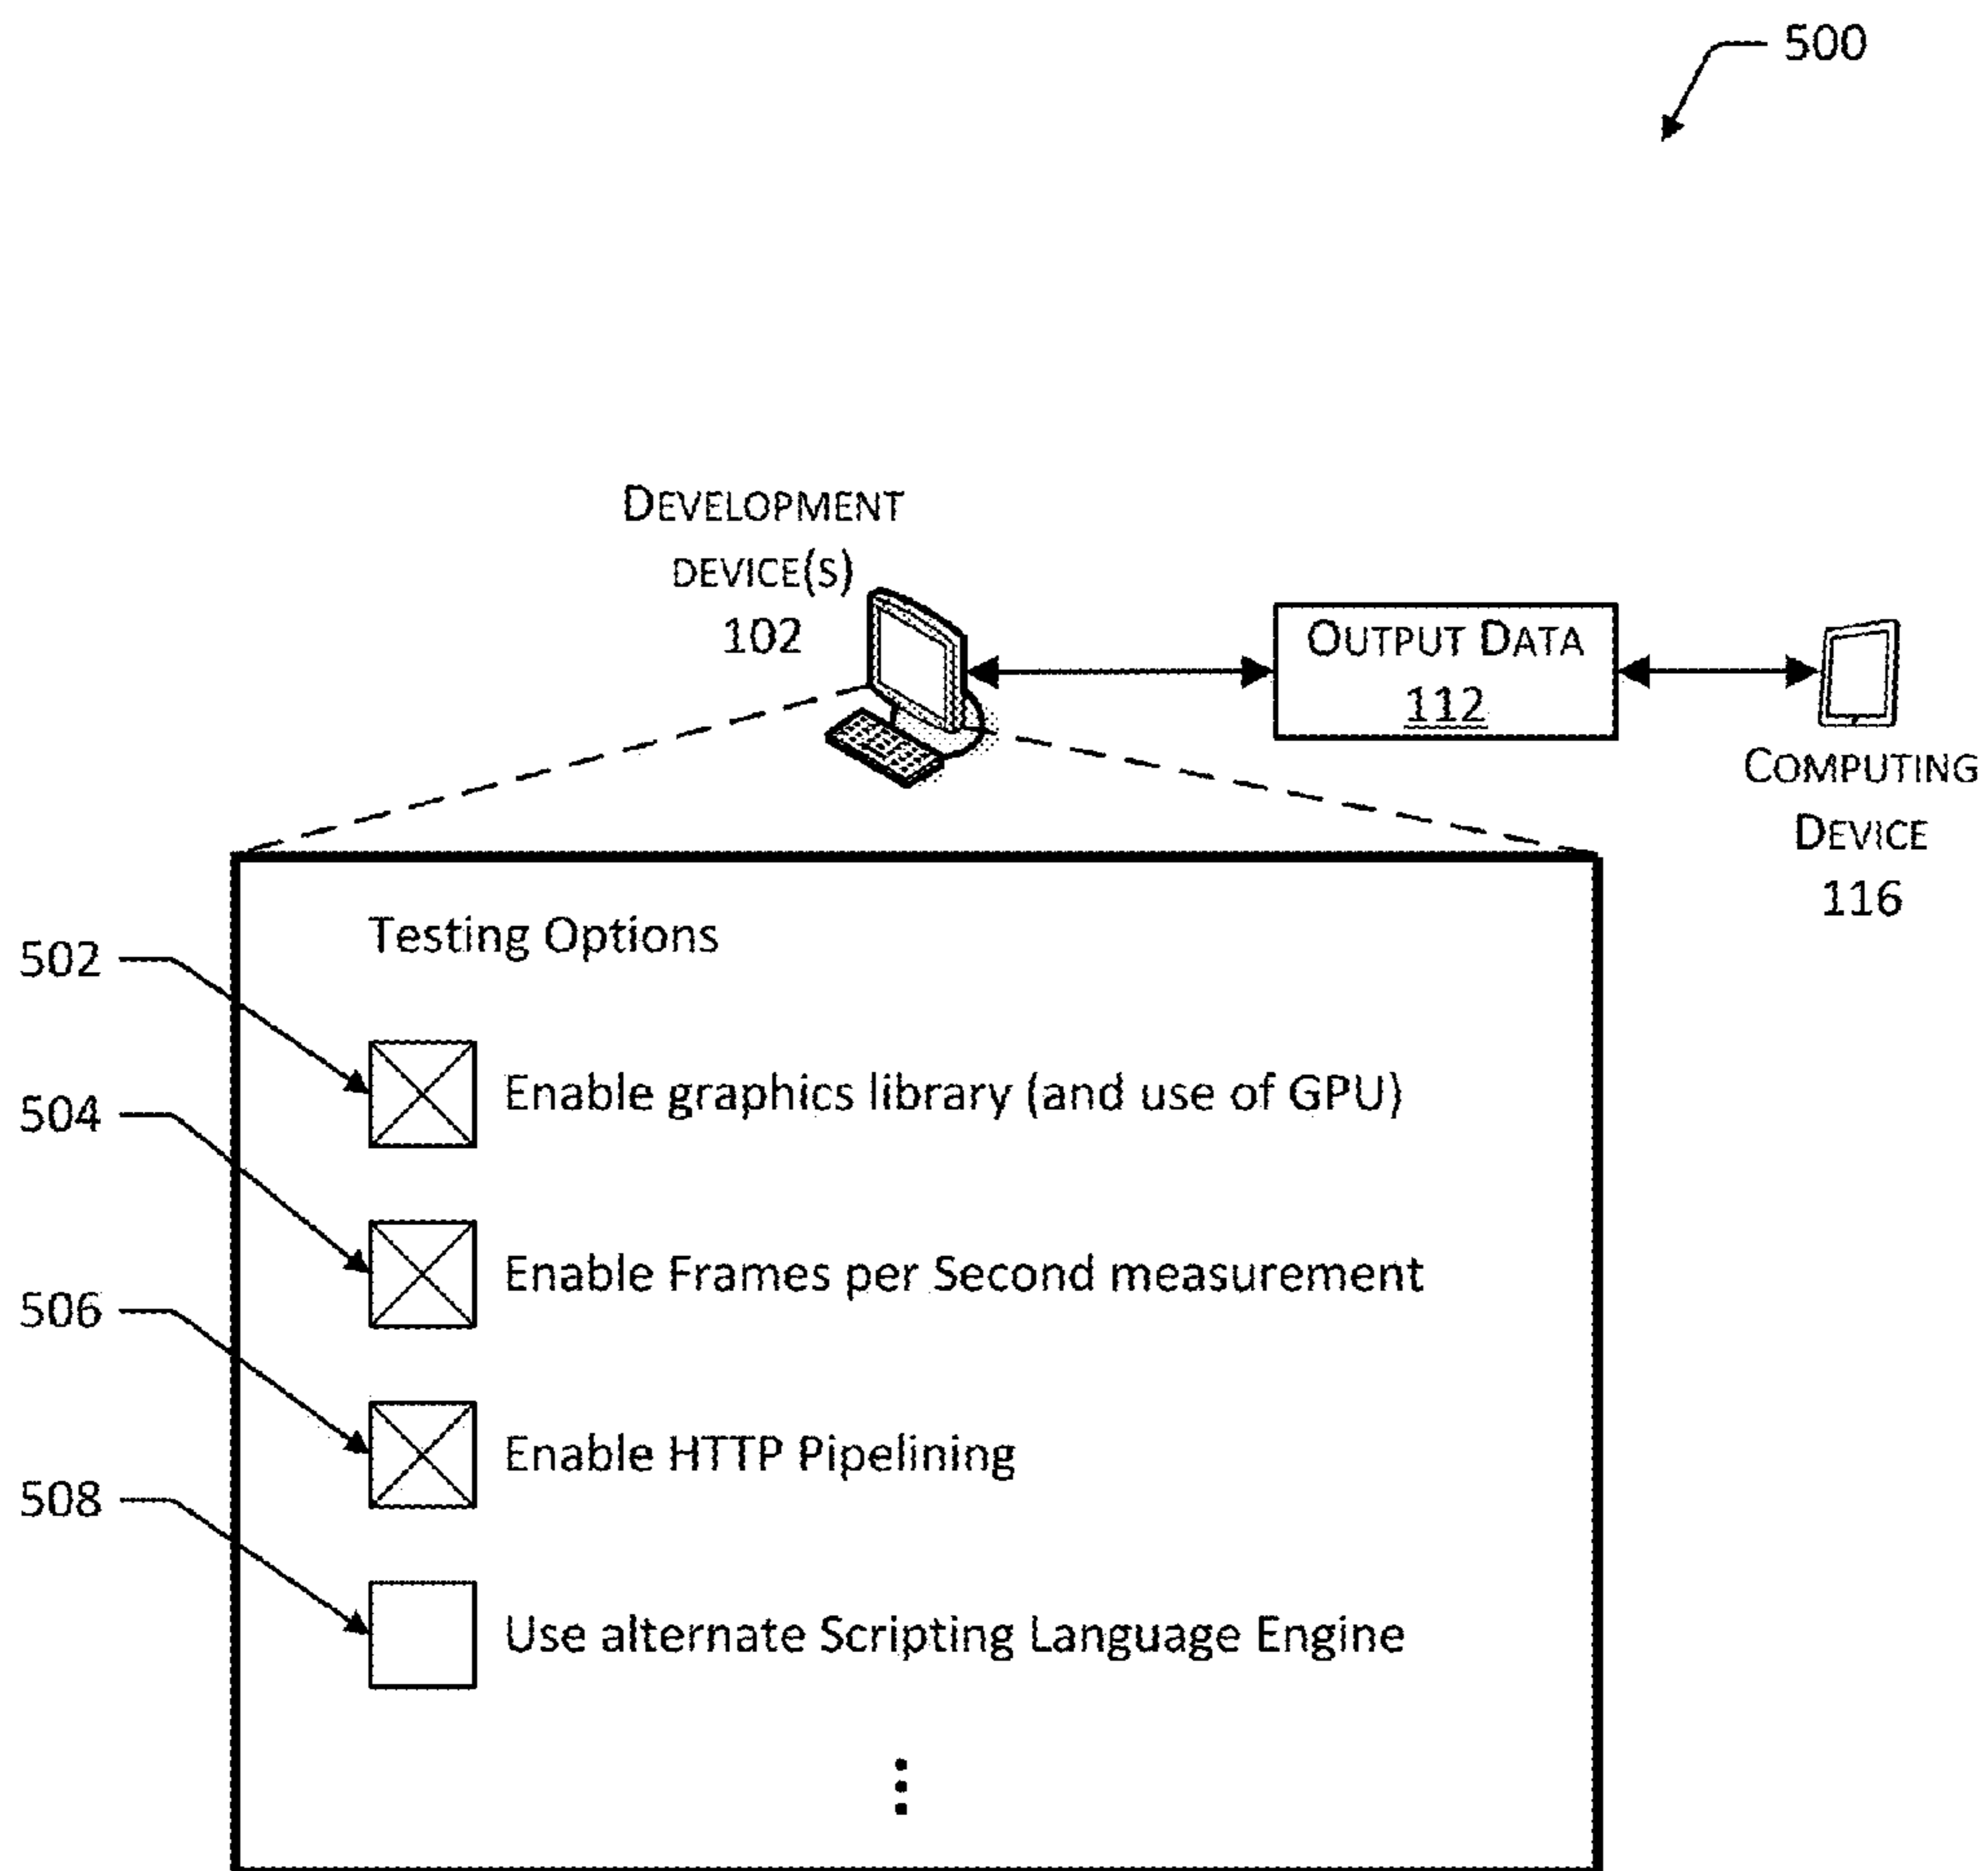 500
DEVELOPMENT
DEVICE(S)
102
OUTPUT DATA
112
COMPUTING
DEVICE
116
Testing Options
502
Enable graphics library (and use of GPU)
504
Enable Frames per Second measurement
506
Enable HTTP Pipelining
508
Use alternate Scripting Language Engine